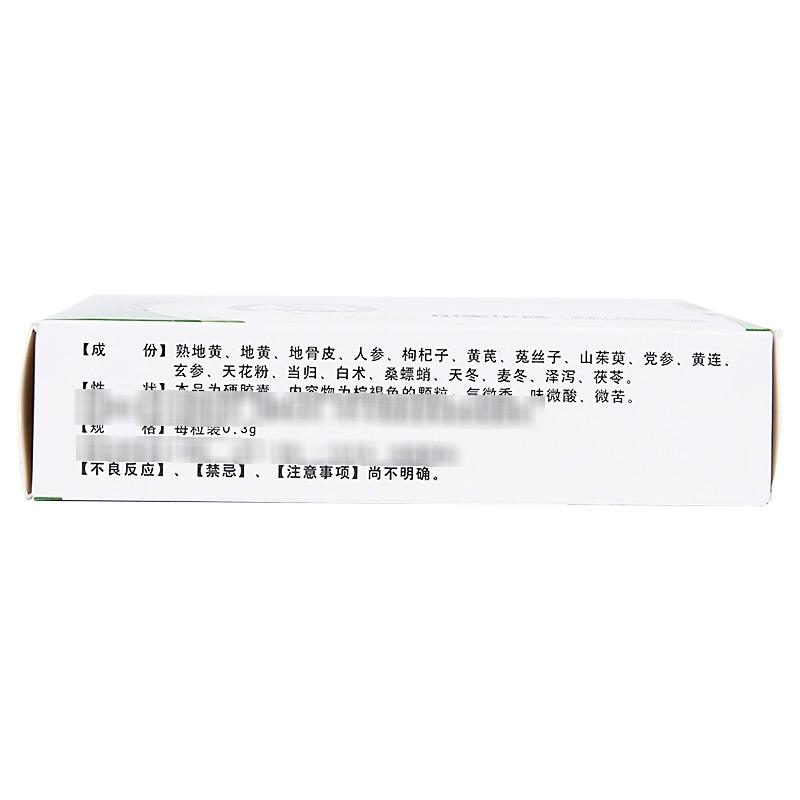 【成 份】熟地黄、地黄、地骨皮、人参、枸杞子、黄芪、菟丝子、山茱萸、党参、黄连、
玄参、天花粉、当归、白术、桑螵蛸、天冬、麦冬、泽泻、茯苓。
【性 状】本品为硬胶囊，内容物为棕褐色的颗粒，气微香，味微酸、微苦。
【规 格】每粒装0.3g
【不良反应】、【禁忌】、【注意事项】尚不明确。